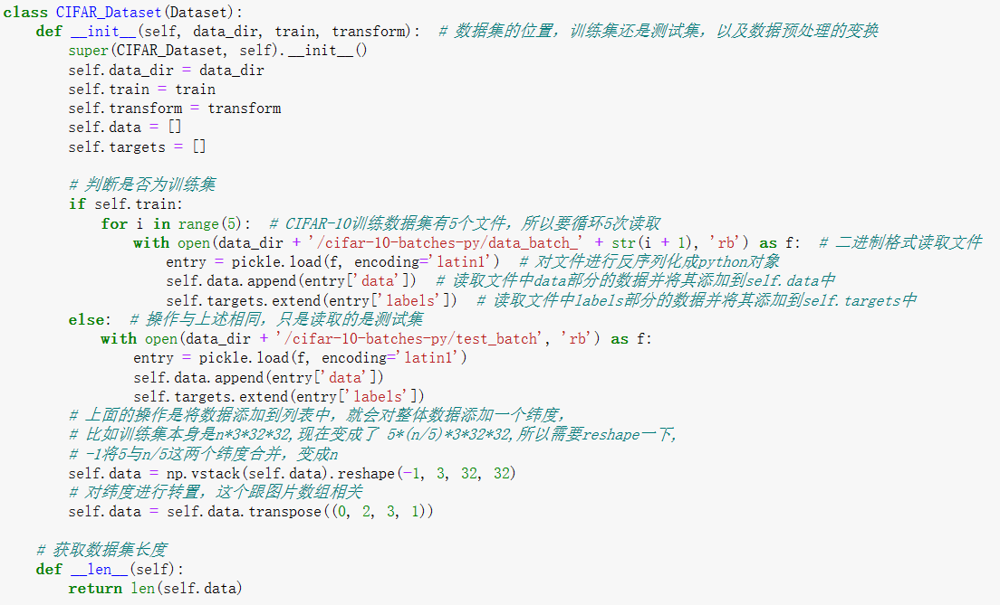 class CIFAR_Dataset(Dataset):
    def __init__(self, data_dir, train, transform):  # 数据集的位置，训练集还是测试集，以及数据预处理的变换
        super(CIFAR_Dataset, self).__init__()
        self.data_dir = data_dir
        self.train = train
        self.transform = transform
        self.data = []
        self.targets = []

        # 判断是否为训练集
        if self.train:
            for i in range(5):  # CIFAR-10训练数据集有5个文件，所以要循环5次读取
                with open(data_dir + '/cifar-10-batches-py/data_batch_' + str(i + 1), 'rb') as f:  # 二进制格式读取文件
                    entry = pickle.load(f, encoding='latin1')  # 对文件进行反序列化成python对象
                    self.data.append(entry['data'])  # 读取文件中data部分的数据并将其添加到self.data中
                    self.targets.extend(entry['labels'])  # 读取文件中labels部分的数据并将其添加到self.targets中
        else:  # 操作与上述相同，只是读取的是测试集
            with open(data_dir + '/cifar-10-batches-py/test_batch', 'rb') as f:
                entry = pickle.load(f, encoding='latin1')
                self.data.append(entry['data'])
                self.targets.extend(entry['labels'])
        # 上面的操作是将数据添加到列表中，就会对整体数据添加一个纬度，
        # 比如训练集本身是n*3*32*32,现在变成了 5*(n/5)*3*32*32,所以需要reshape一下,
        # -1将5与n/5这两个纬度合并，变成n
        self.data = np.vstack(self.data).reshape(-1, 3, 32, 32)
        # 对纬度进行转置，这个跟图片数组相关
        self.data = self.data.transpose((0, 2, 3, 1))

    # 获取数据集长度
    def __len__(self):
        return len(self.data)